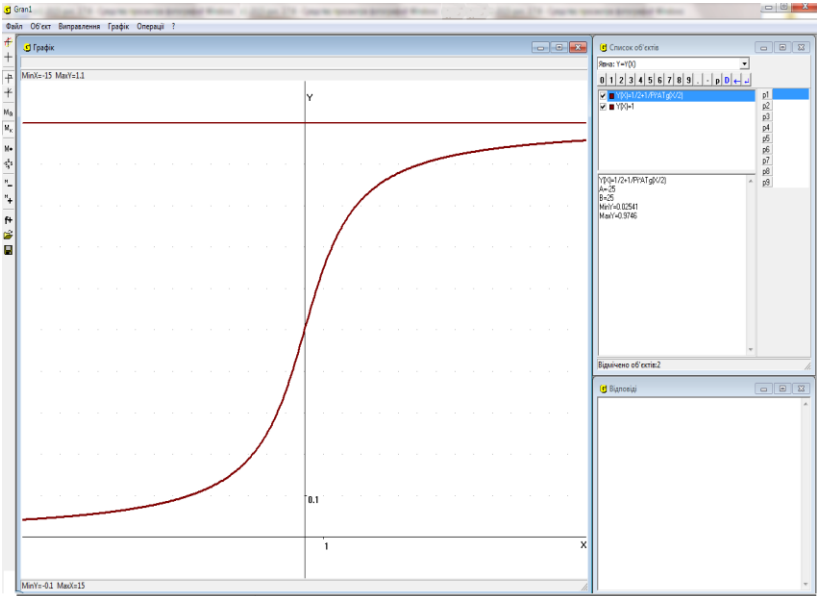 Gran1
Файл Об'єкт Виправлення Графік Операції ?
Графік
MinX=-15 MaxY=1.1
Y
0.1
1
X
MinY=-0.1 MaxX=15
Список об'єктів
Явна: Y=Y(X)
0 1 2 3 4 5 6 7 8 9 . - p D ← ↲
Y(X)=1/2+1/Pi*ATg(X/2)
Y(X)=1
p1
p2
p3
p4
p5
p6
p7
p8
p9
Y(X)=1/2+1/Pi*ATg(X/2)
A=-25
B=25
MinY=0.02541
MaxY=0.9746
Відмічено об'єктів:2
Відповіді